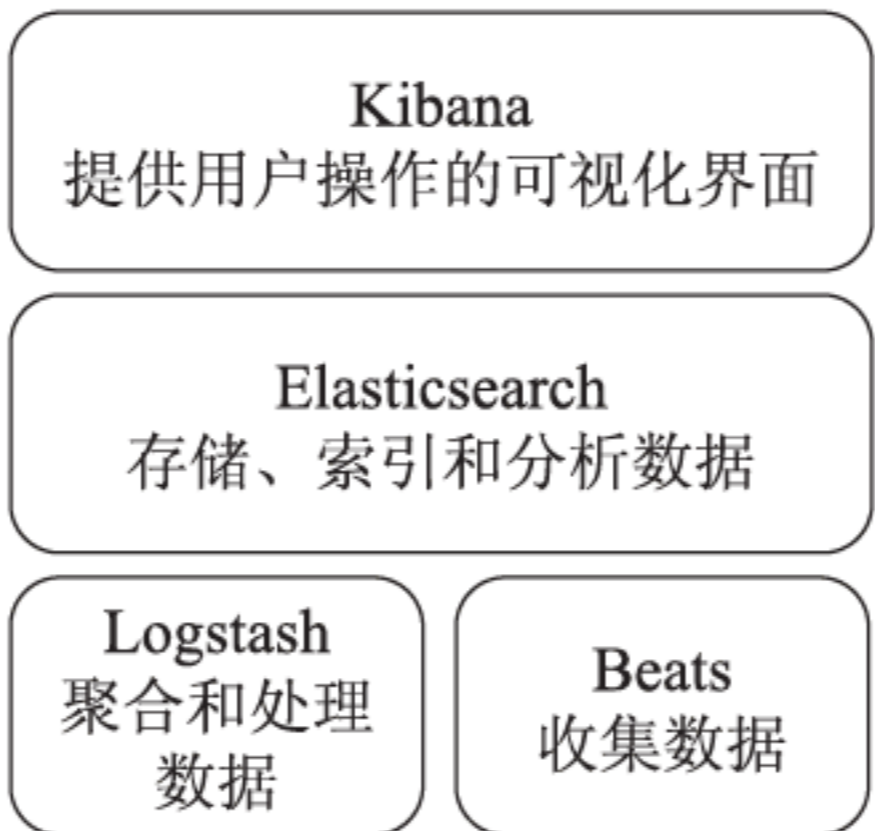 Kibana
提供用户操作的可视化界面
Elasticsearch
存储、索引和分析数据
Logstash
聚合和处理
数据
Beats
收集数据